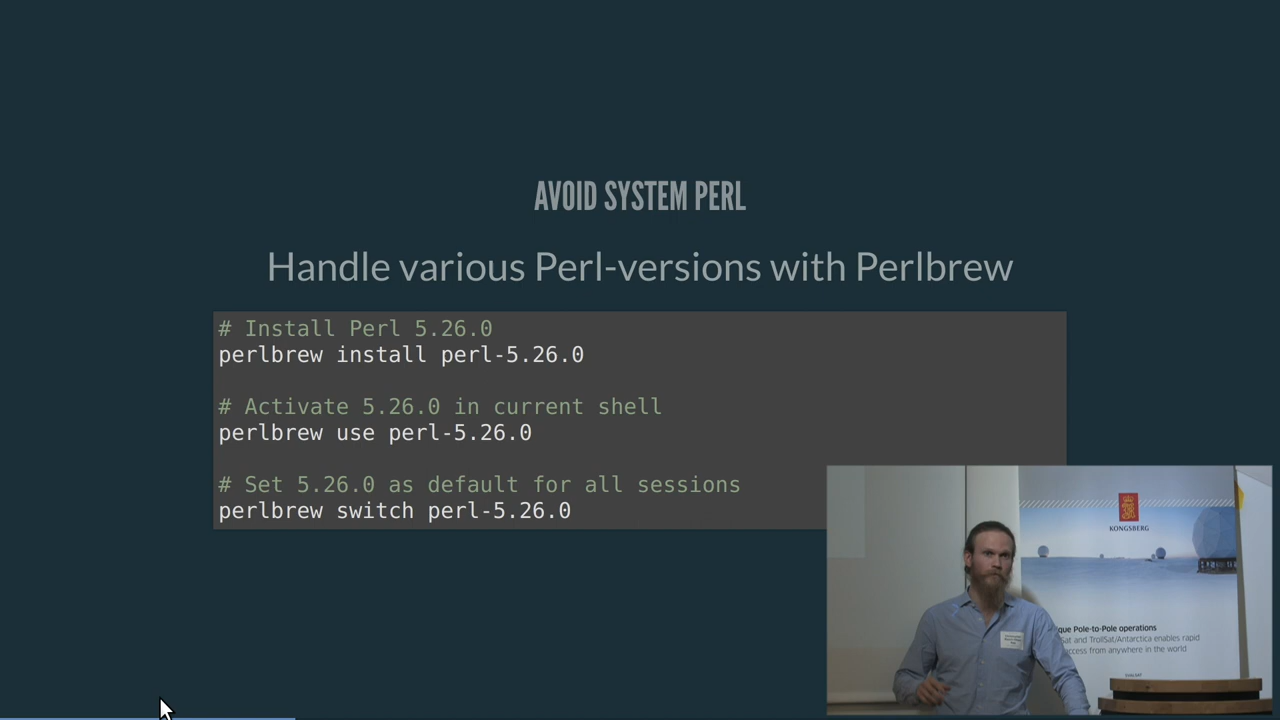 AVOID SYSTEM PERL
Handle various Perl-versions with Perlbrew
# Install Perl 5.26.0
perlbrew install perl-5.26.0
# Activate 5.26.0 in current shell
perlbrew use perl-5.26.0
# Set 5.26.0 as default for all sessions
perlbrew switch perl-5.26.0
KONGSBERG
que Pole-to-Pole operations
Sat and TrollSat/Antarctica enables rapid
access from anywhere in the world